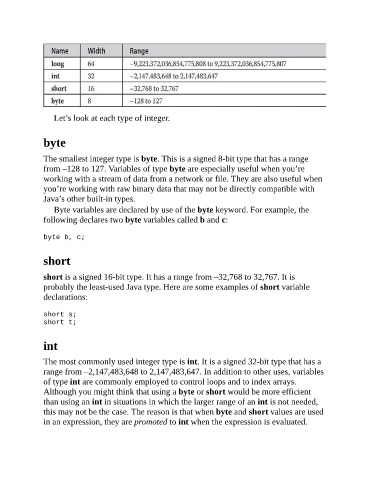 Name Width Range
long 64 –9,223,372,036,854,775,808 to 9,223,372,036,854,775,807
int 32 –2,147,483,648 to 2,147,483,647
short 16 –32,768 to 32,767
byte 8 –128 to 127
Let's look at each type of integer.
byte
The smallest integer type is byte. This is a signed 8-bit type that has a range
from –128 to 127. Variables of type byte are especially useful when you're
working with a stream of data from a network or file. They are also useful when
you're working with raw binary data that may not be directly compatible with
Java's other built-in types.
Byte variables are declared by use of the byte keyword. For example, the
following declares two byte variables called b and c:
byte b, c;
short
short is a signed 16-bit type. It has a range from –32,768 to 32,767. It is
probably the least-used Java type. Here are some examples of short variable
declarations:
short s;
short t;
int
The most commonly used integer type is int. It is a signed 32-bit type that has a
range from –2,147,483,648 to 2,147,483,647. In addition to other uses, variables
of type int are commonly employed to control loops and to index arrays.
Although you might think that using a byte or short would be more efficient
than using an int in situations in which the larger range of an int is not needed,
this may not be the case. The reason is that when byte and short values are used
in an expression, they are promoted to int when the expression is evaluated.